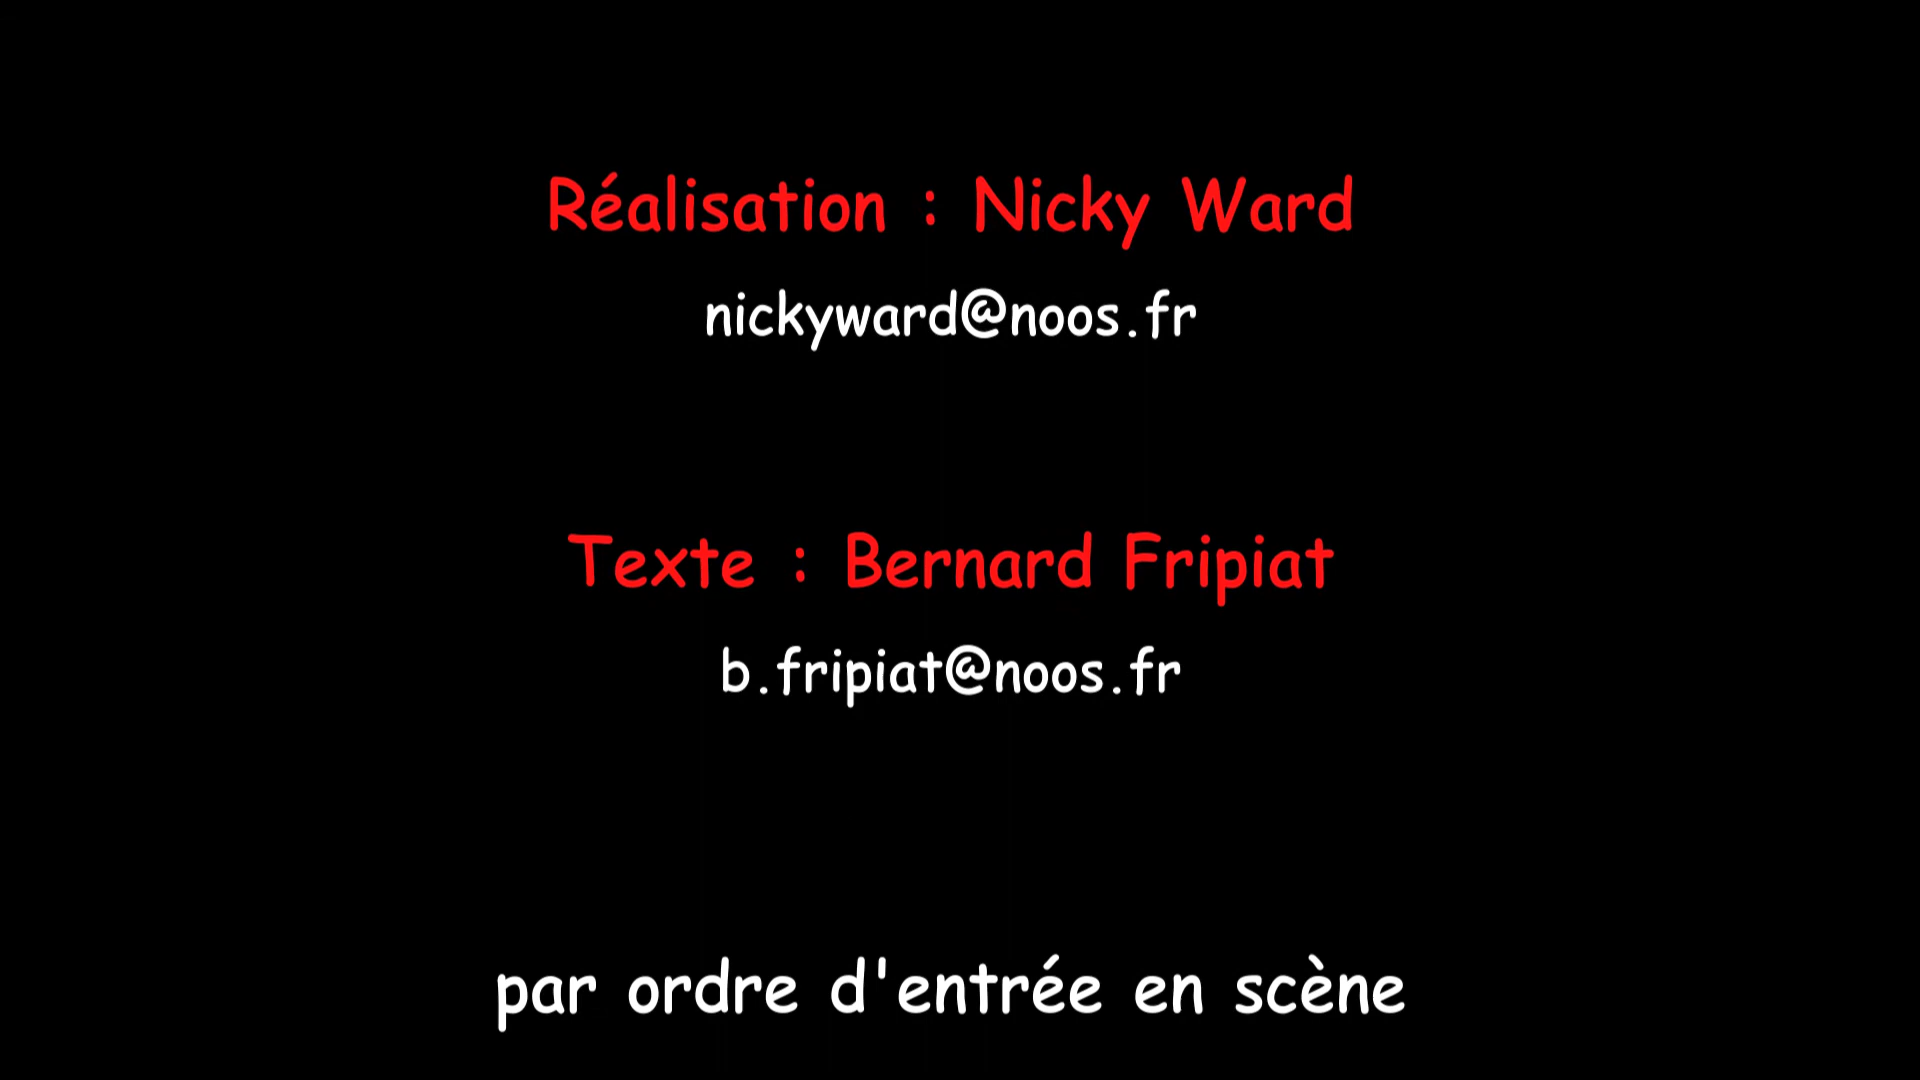 Réalisation : Nicky Ward
nickyward@noos.fr
Texte : Bernard Fripiat
b.fripiat@noos.fr
par ordre d'entrée en scène